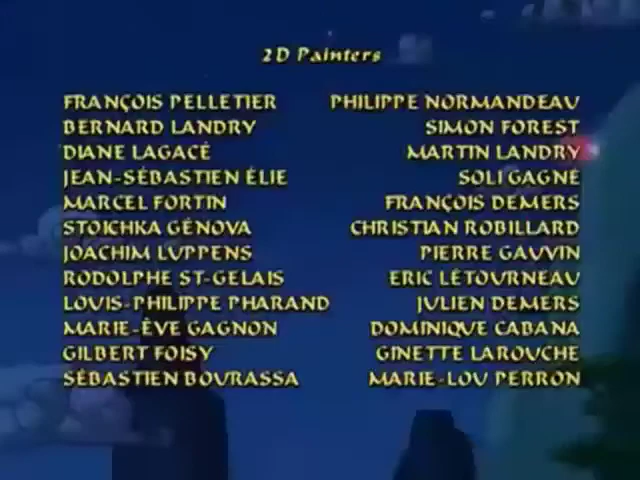 2D Painters
FRANÇOIS PELLETIER PHILIPPE NORMANDEAU
BERNARD LANDRY SIMON FOREST
DIANE LAGACÉ MARTIN LANDRY
JEAN-SÉBASTIEN ÉLIE SOLI GAGNÉ
MARCEL FORTIN FRANÇOIS DEMERS
STOICHKA GÉNOVA CHRISTIAN ROBILLARD
JOACHIM LUPPENS PIERRE GAUVIN
RODOLPHE ST-GELAIS ERIC LÉTOURNEAU
LOUIS-PHILIPPE PHARAND JULIEN DEMERS
MARIE-ÈVE GAGNON DOMINIQUE CABANA
GILBERT FOISY GINETTE LAROUCHE
SÉBASTIEN BOURASSA MARIE-LOU PERRON